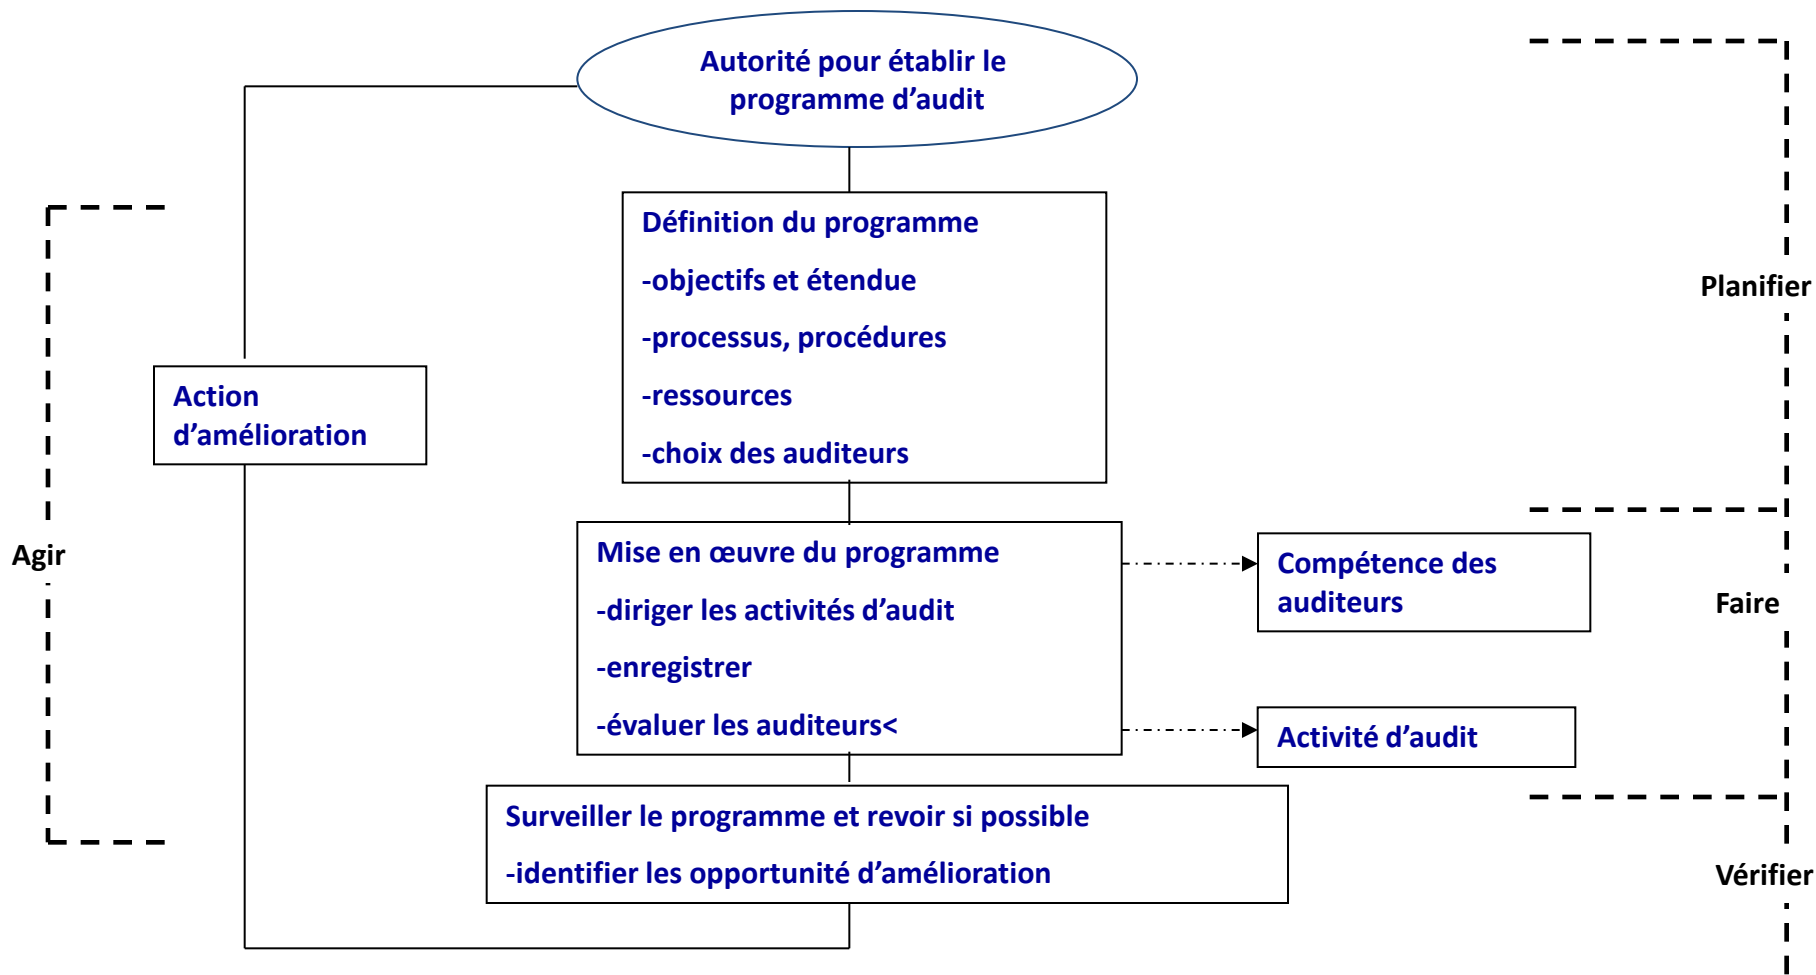 Autorité pour établir le
programme d’audit
Définition du programme
-objectifs et étendue
-processus, procédures
-ressources
-choix des auditeurs
Planifier
Action
d’amélioration
Agir
Mise en œuvre du programme
-diriger les activités d’audit
-enregistrer
-évaluer les auditeurs<
Compétence des
auditeurs
Faire
Activité d’audit
Surveiller le programme et revoir si possible
-identifier les opportunité d’amélioration
Vérifier